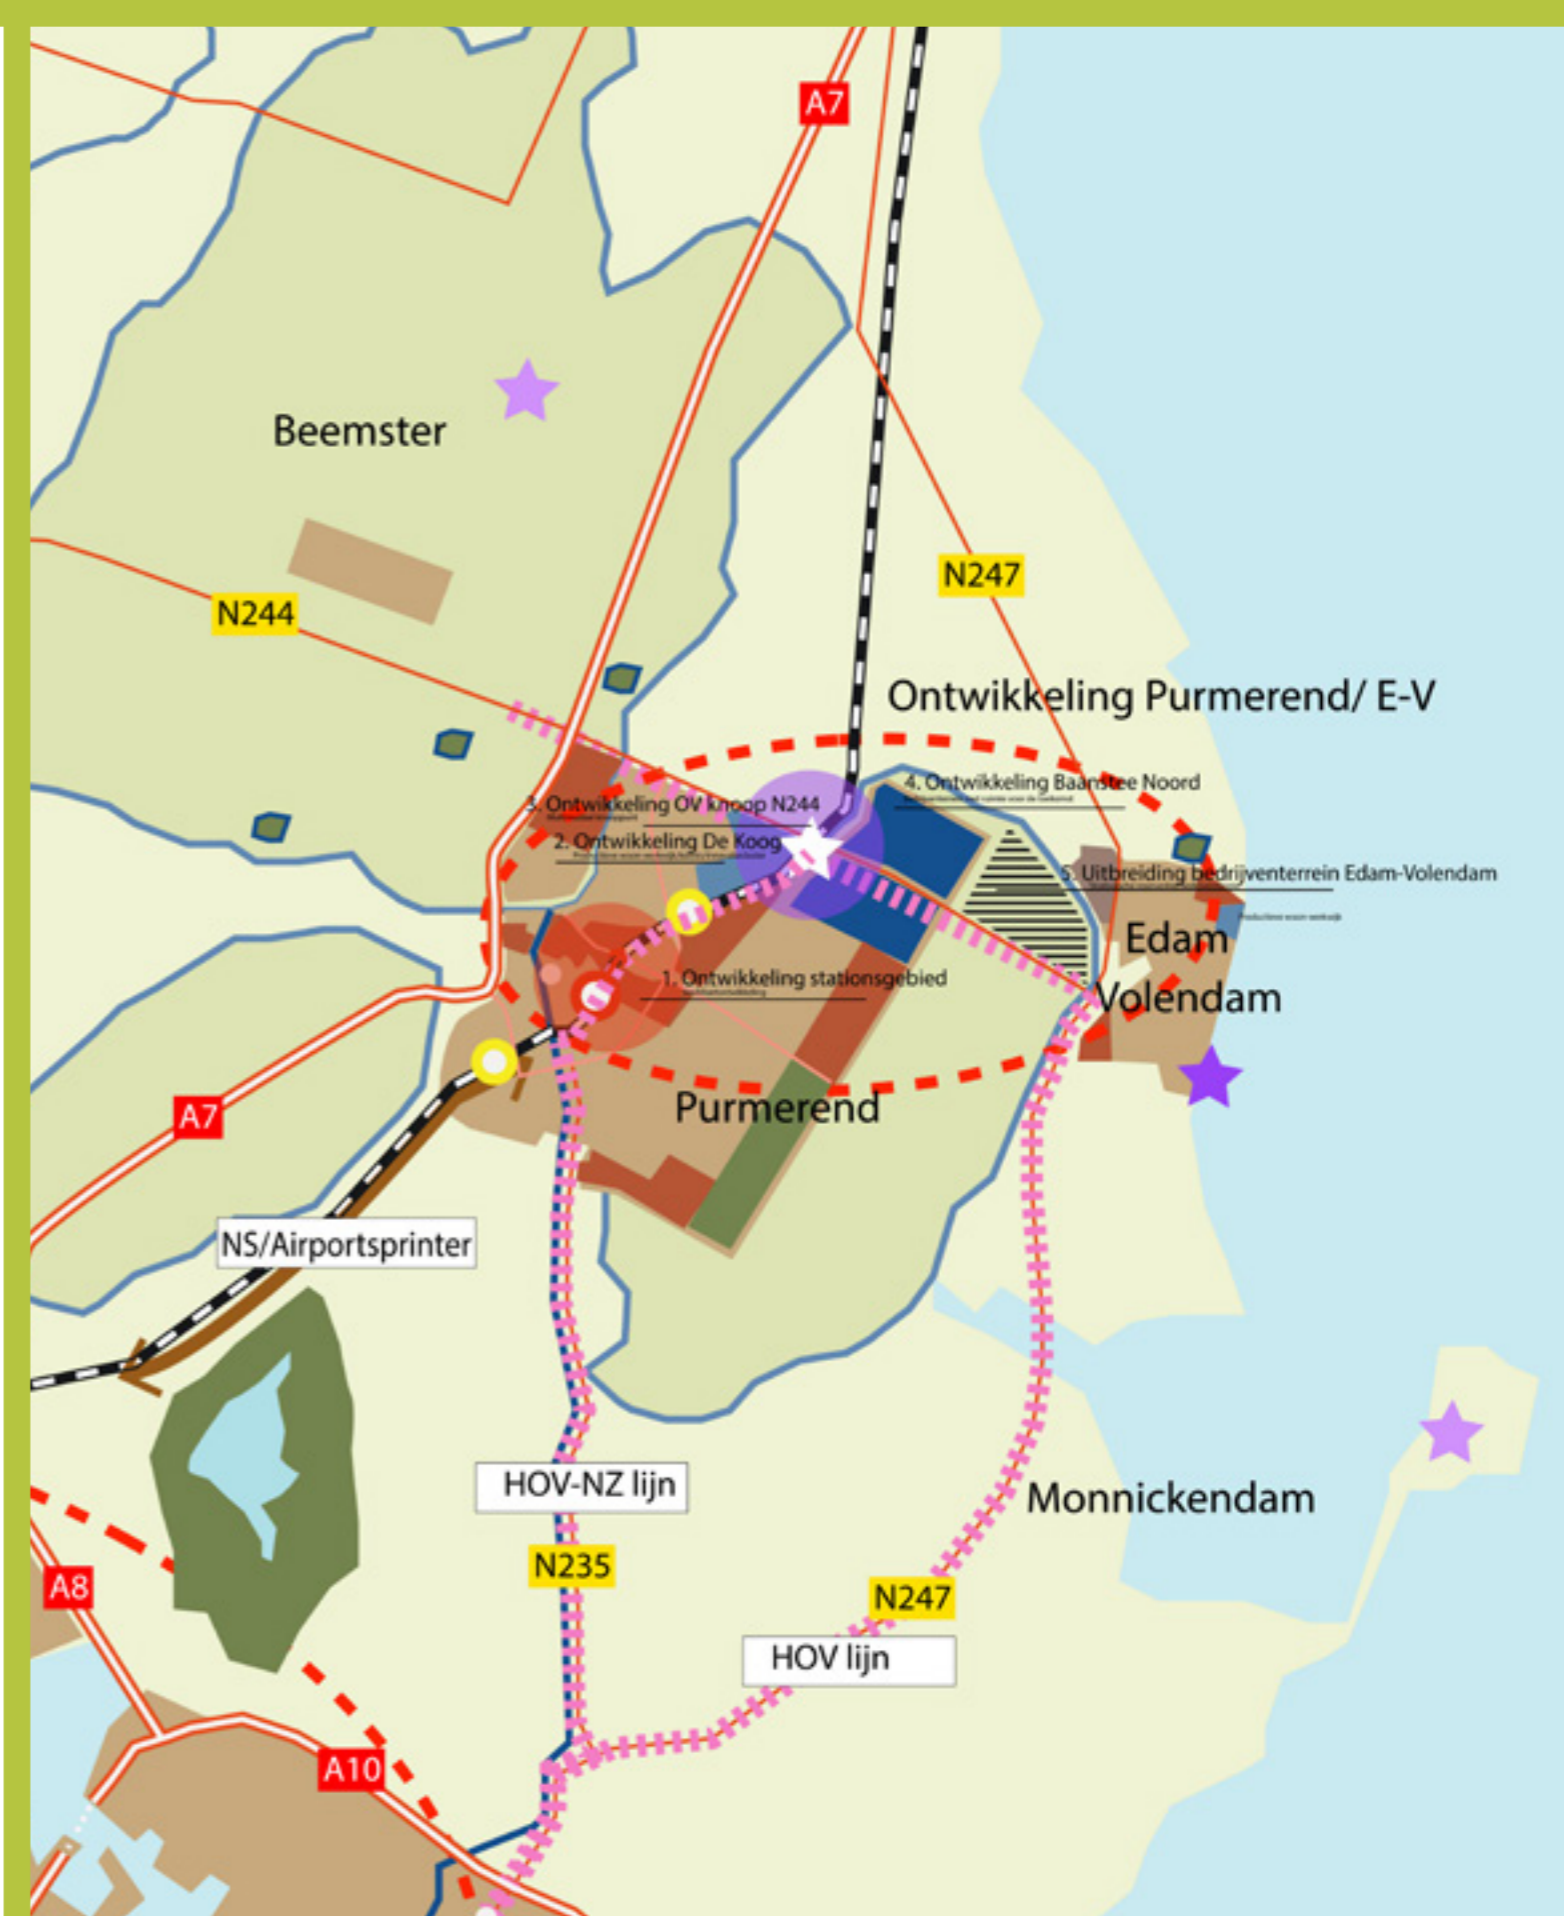 A7
Beemster
N247
N244
Ontwikkeling Purmerend/ E-V
4. Ontwikkeling Baanstee Noord
3. Ontwikkeling OV knoop N244
2. Ontwikkeling De Koog
5. Uitbreiding bedrijventerrein Edam-Volendam
Edam
1. Ontwikkeling stationsgebied
Volendam
A7
Purmerend
NS/Airportsprinter
HOV-NZ lijn
Monnickendam
N235
A8
N247
HOV lijn
A10